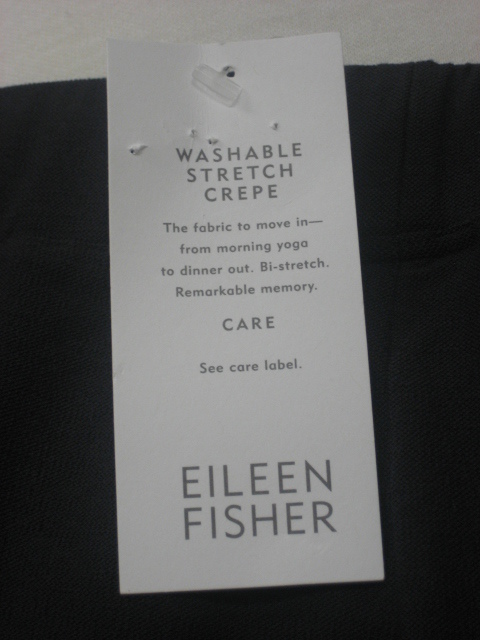 WASHABLE
STRETCH
CREPE
The fabric to move in—
from morning yoga
to dinner out. Bi-stretch.
Remarkable memory.
CARE
See care label.
EILEEN
FISHER